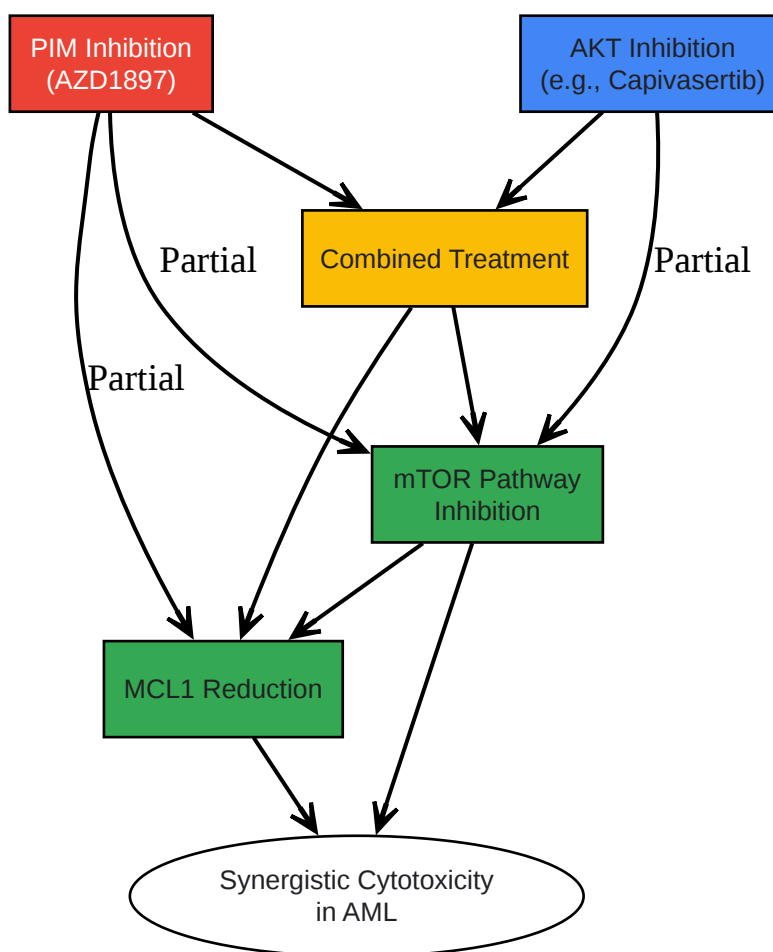 PIM Inhibition
(AZD1897)
AKT Inhibition
(e.g., Capivasertib)
Partial
Combined Treatment
Partial
Partial
mTOR Pathway
Inhibition
MCL1 Reduction
Synergistic Cytotoxicity
in AML